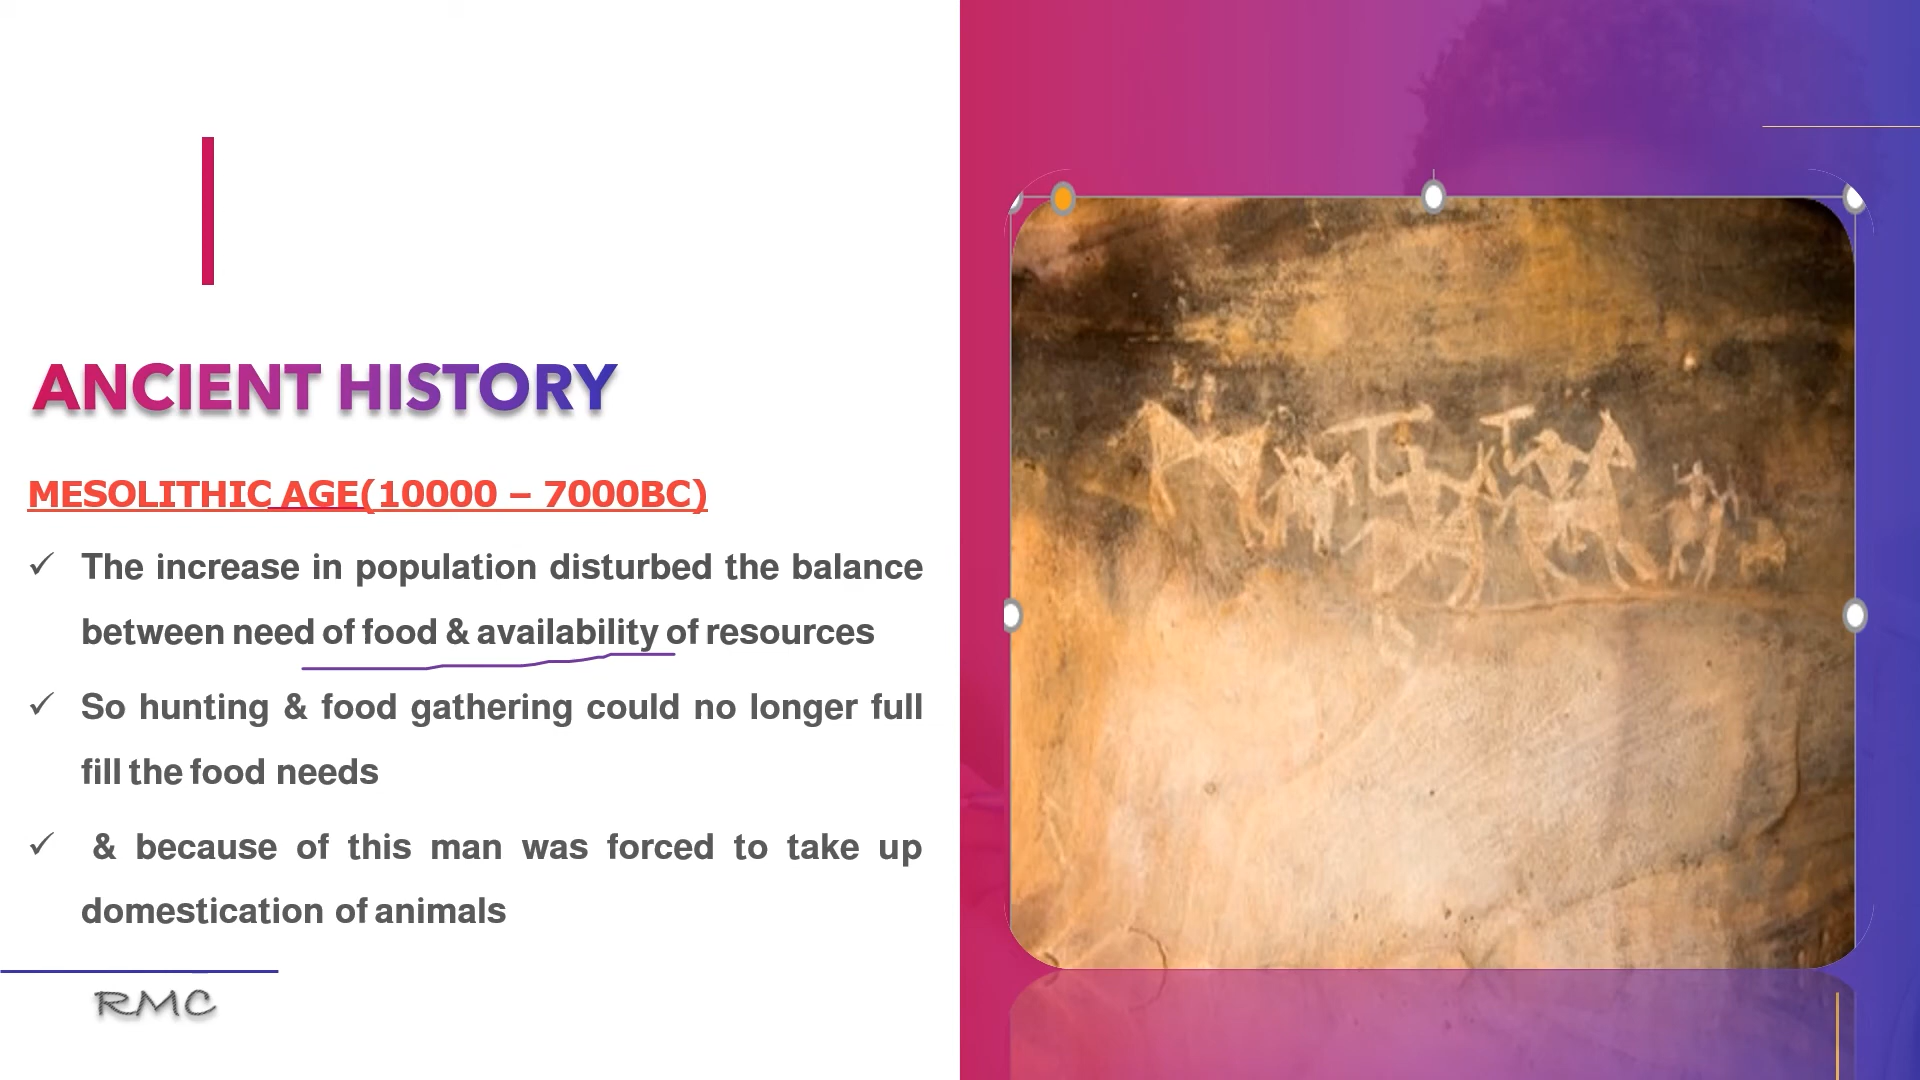 ANCIENT HISTORY
MESOLITHIC AGE(10000 – 7000BC)
✓ The increase in population disturbed the balance
between need of food & availability of resources
✓ So hunting & food gathering could no longer full
fill the food needs
✓ & because of this man was forced to take up
domestication of animals
RMC